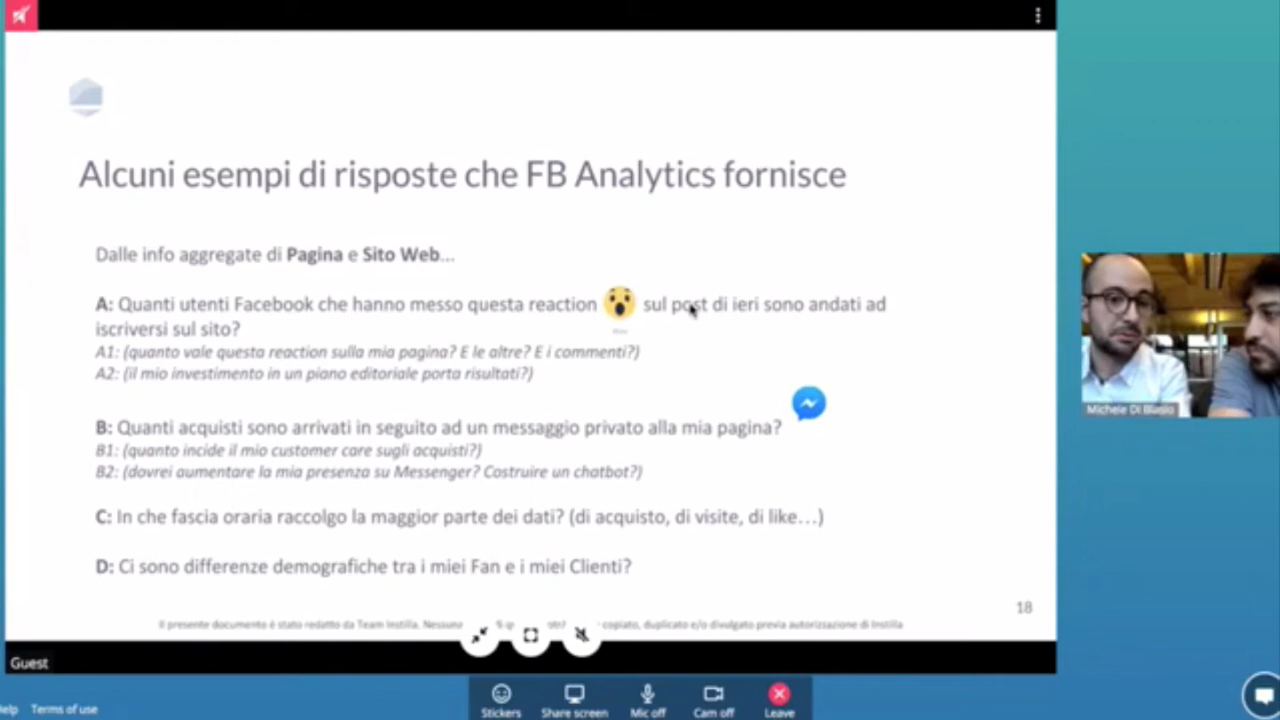 Alcuni esempi di risposte che FB Analytics fornisce
Dalle info aggregate di Pagina e Sito Web...
A: Quanti utenti Facebook che hanno messo questa reaction sul post di ieri sono andati ad
iscriversi sul sito?
A1: (quanto vale questa reaction sulla mia pagina? E le altre? E i commenti?)
A2: (il mio investimento in un piano editoriale porta risultati?)
B: Quanti acquisti sono arrivati in seguito ad un messaggio privato alla mia pagina?
B1: (quanto incide il mio customer care sugli acquisti?)
B2: (dovrei aumentare la mia presenza su Messenger? Costruire un chatbot?)
C: In che fascia oraria raccolgo la maggior parte dei dati? (di acquisto, di visite, di like...)
D: Ci sono differenze demografiche tra i miei Fan e i miei Clienti?
18
Il presente documento è stato redatto da Team Instilla. copiato, duplicato e/o divulgato previa autorizzazione di Instilla
Michele Di
Guest
Terms of use
Stickers
Share screen
Mic off
Cam off
Leave